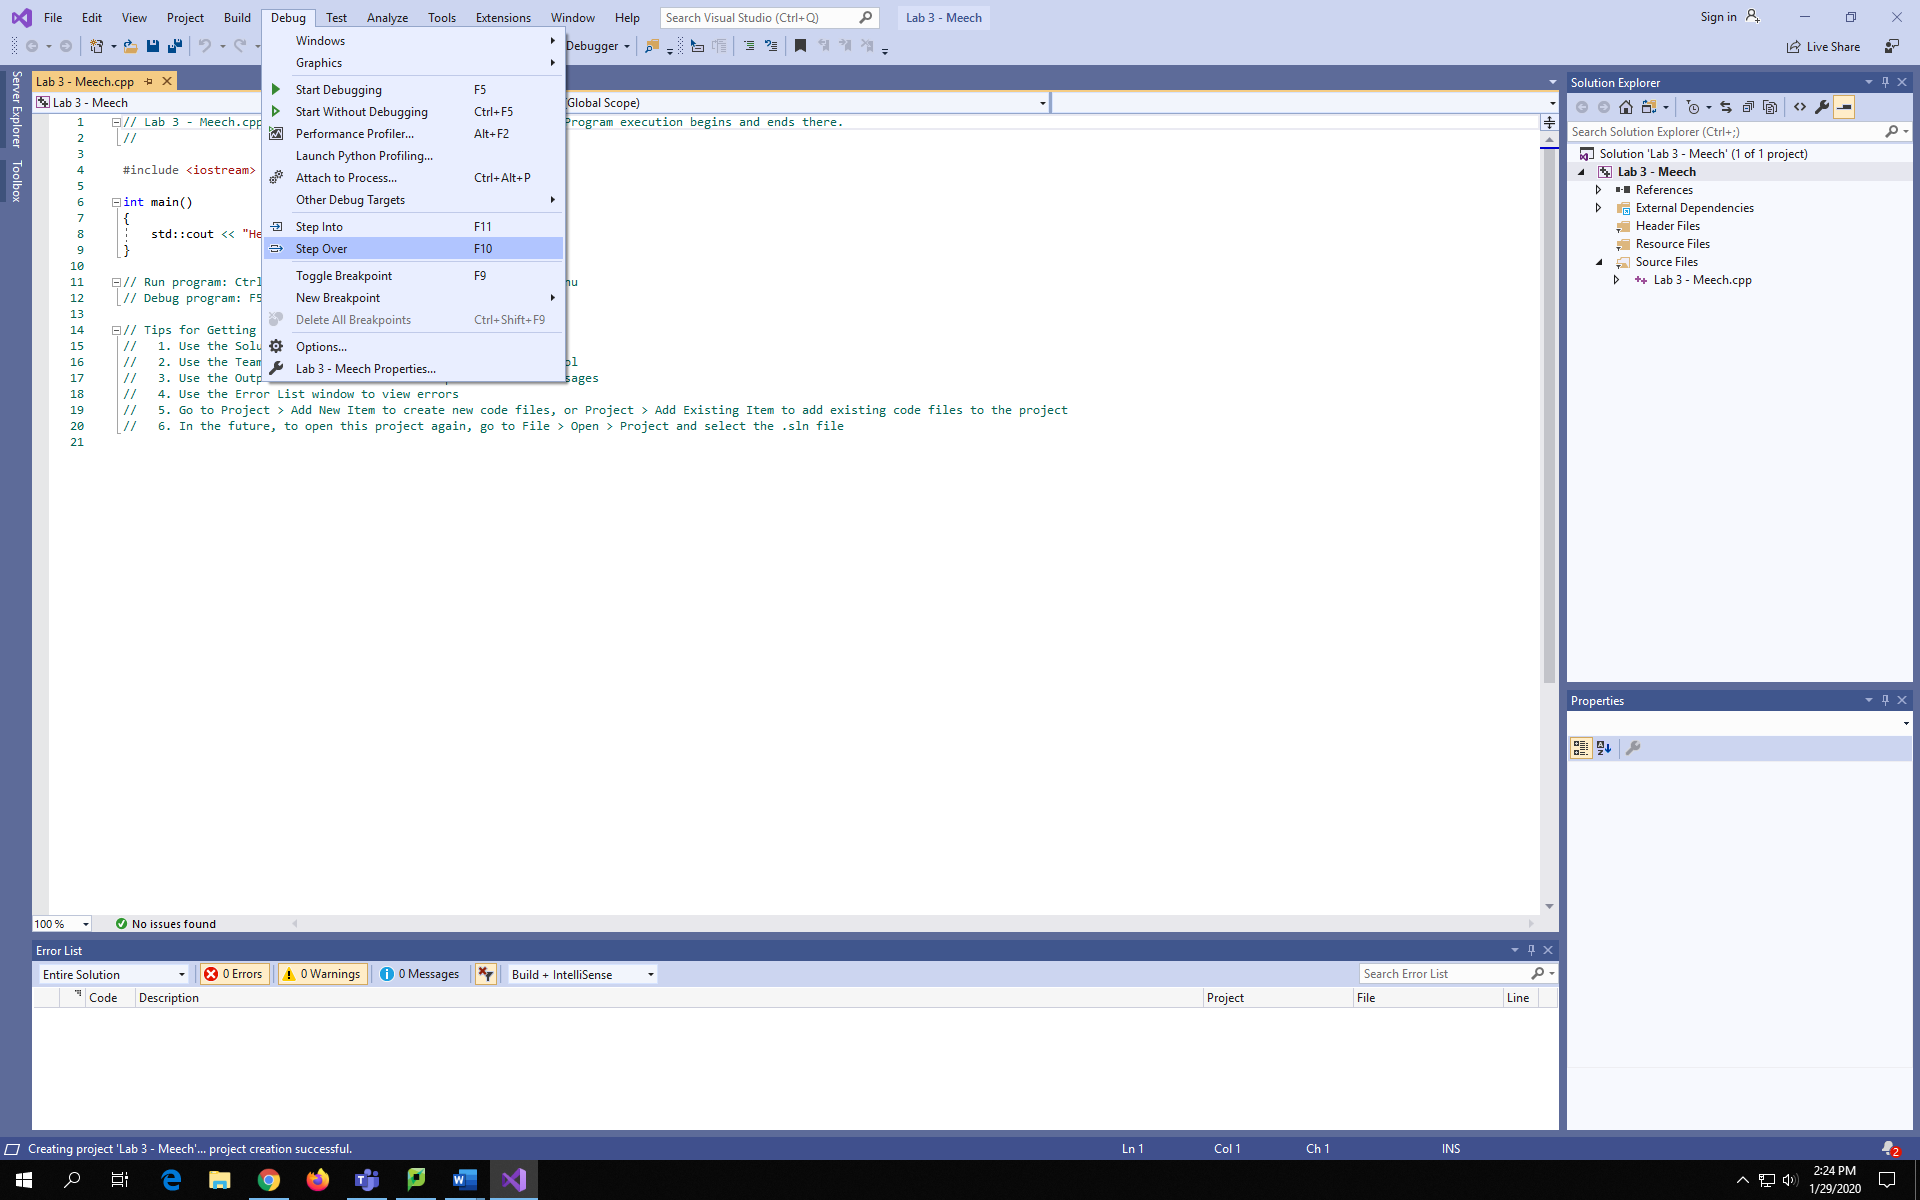 File Edit View Project Build Debug Test Analyze Tools Extensions Window Help Search Visual Studio (Ctrl+Q) Lab 3 - Meech Sign in
Debugger Live Share
Server Explorer
Toolbox
Lab 3 - Meech.cpp
Lab 3 - Meech
Global Scope)
Windows
Graphics
Start Debugging F5
Start Without Debugging Ctrl+F5
Performance Profiler... Alt+F2
Launch Python Profiling...
Attach to Process... Ctrl+Alt+P
Other Debug Targets
Step Into F11
Step Over F10
Toggle Breakpoint F9
New Breakpoint
Delete All Breakpoints Ctrl+Shift+F9
Options...
Lab 3 - Meech Properties...
1 // Lab 3 - Meech.cpp Program execution begins and ends there.
2 //
3
4 #include <iostream>
5
6 int main()
7 {
8 std::cout << "He
9 }
10
11 // Run program: Ctrl nu
12 // Debug program: F5
13
14 // Tips for Getting
15 // 1. Use the Solu
16 // 2. Use the Team ol
17 // 3. Use the Outp sages
18 // 4. Use the Error List window to view errors
19 // 5. Go to Project > Add New Item to create new code files, or Project > Add Existing Item to add existing code files to the project
20 // 6. In the future, to open this project again, go to File > Open > Project and select the .sln file
21
100 % No issues found
Error List
Entire Solution 0 Errors 0 Warnings 0 Messages Build + IntelliSense Search Error List
Code Description Project File Line
Solution Explorer
Search Solution Explorer (Ctrl+;)
Solution 'Lab 3 - Meech' (1 of 1 project)
Lab 3 - Meech
References
External Dependencies
Header Files
Resource Files
Source Files
Lab 3 - Meech.cpp
Properties
Creating project 'Lab 3 - Meech'... project creation successful. Ln 1 Col 1 Ch 1 INS 2
2:24 PM
1/29/2020